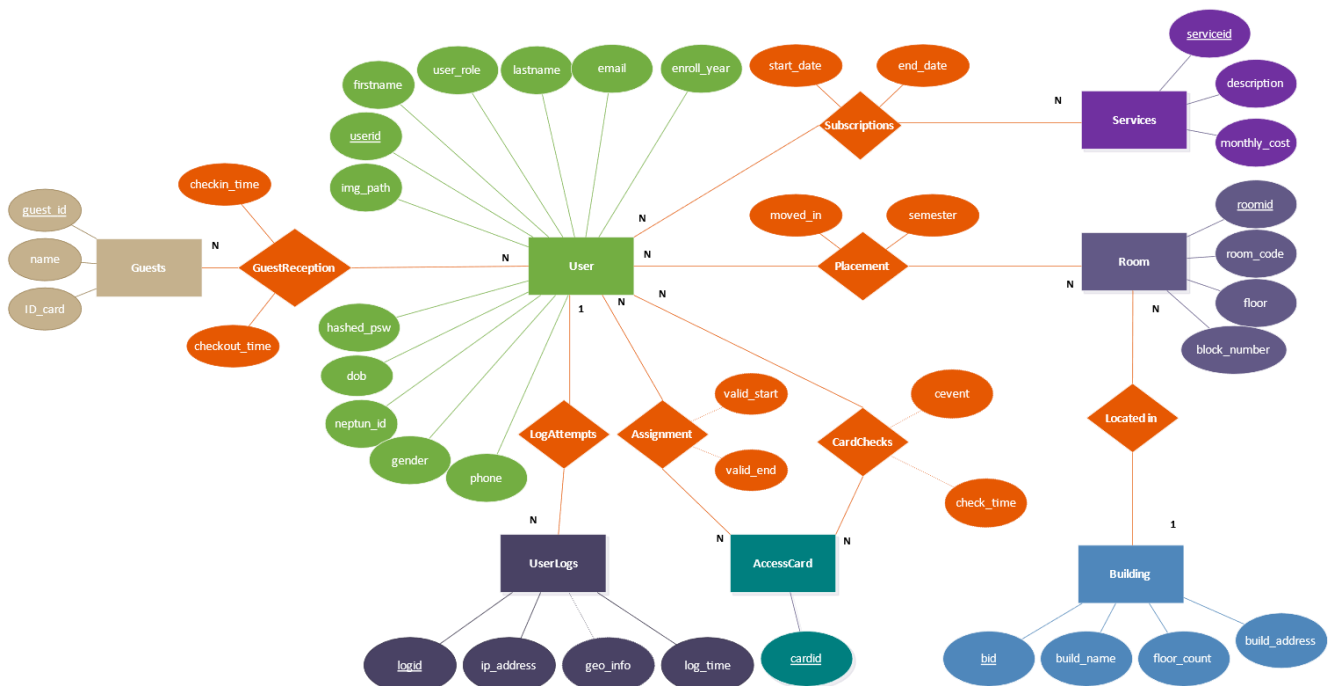 serviceid
user_role
lastname
email
enroll_year
start_date
end_date
firstname
description
Subscriptions
N
Services
userid
monthly_cost
checkin_time
img_path
roomid
guest_id
moved_in
semester
N
N
room_code
name
Guests
GuestReception
N
User
N
Placement
Room
N
N
floor
ID_card
1
N
N
hashed_psw
checkout_time
block_number
dob
valid_start
cevent
neptun_id
LogAttempts
Assignment
CardChecks
Located in
gender
valid_end
phone
check_time
N
N
N
1
UserLogs
AccessCard
Building
build_address
logid
ip_address
geo_info
log_time
cardid
bid
build_name
floor_count